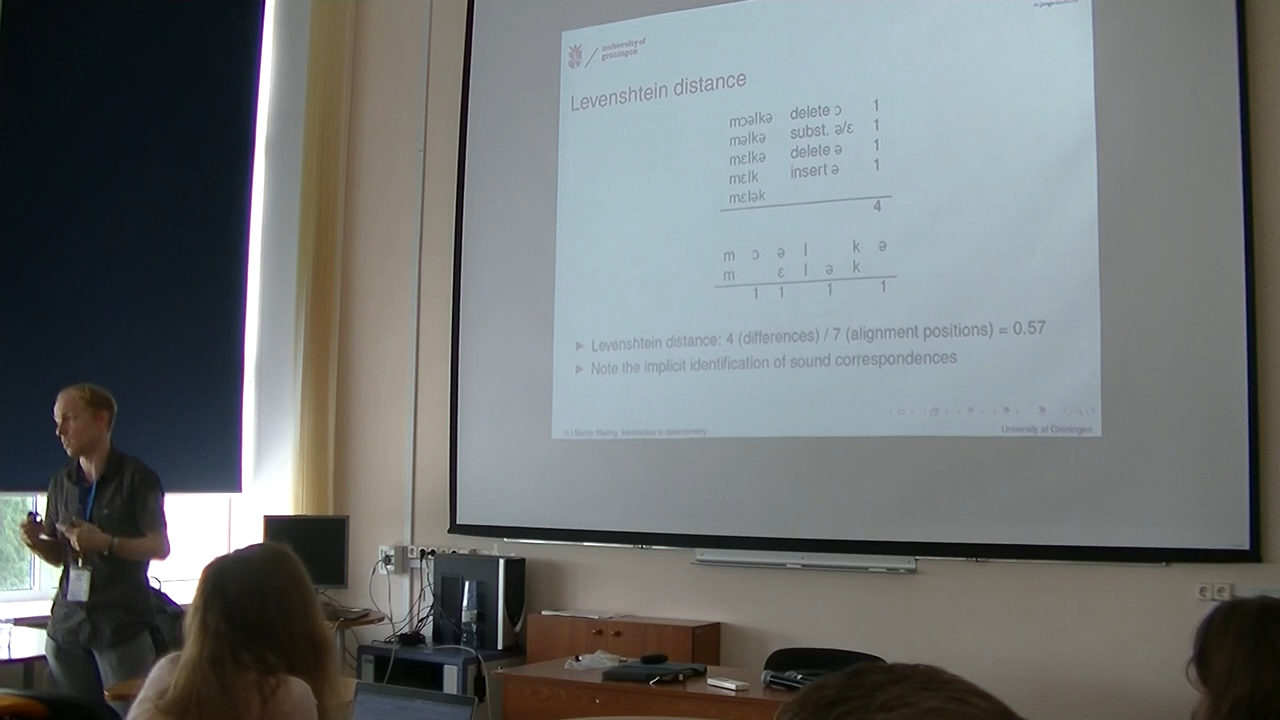 university of
groningen
Levenshtein distance
mɔəlkə delete ɔ 1
məlkə subst. ə/ɛ 1
mɛlkə delete ə 1
mɛlk insert ə 1
mɛlək
4
m ɔ ə l k ə
m ɛ l ə k
1 1 1 1
▶ Levenshtein distance: 4 (differences) / 7 (alignment positions) = 0.57
▶ Note the implicit identification of sound correspondences
University of Groningen